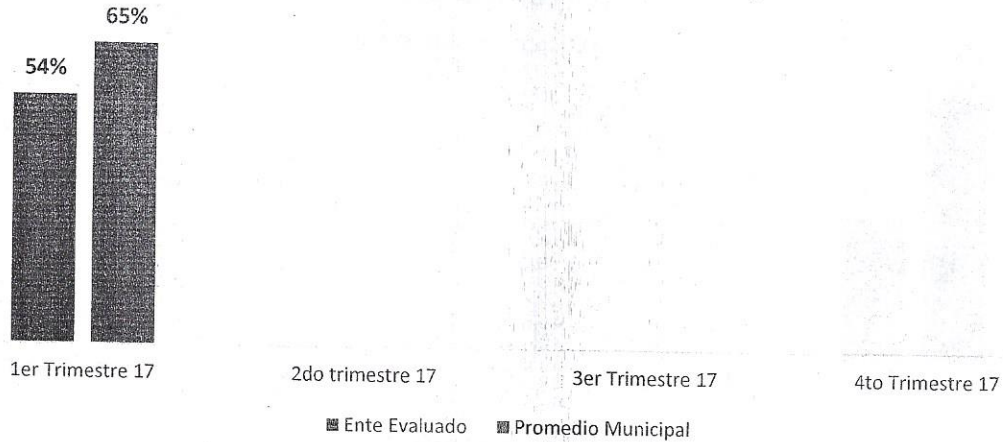 65%
54%
1er Trimestre 17 2do trimestre 17 3er Trimestre 17 4to Trimestre 17
Ente Evaluado Promedio Municipal